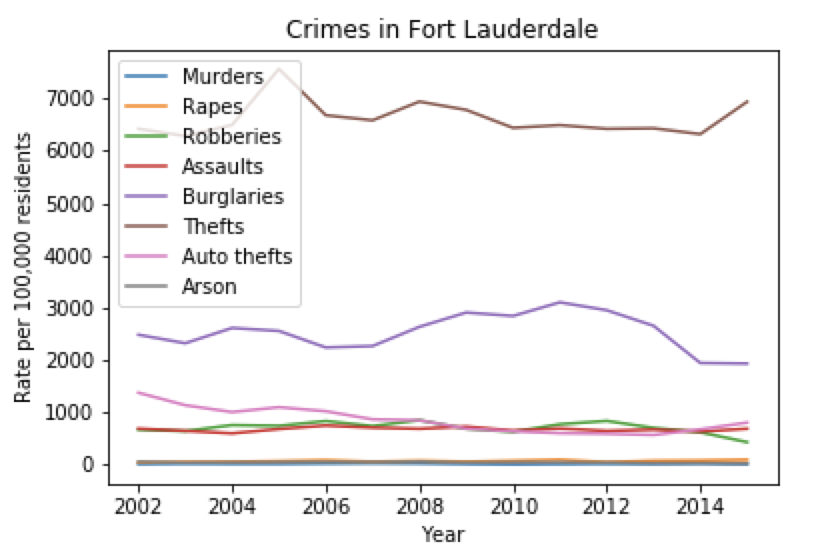 Crimes in Fort Lauderdale
Murders
Rapes
Robberies
Assaults
Burglaries
Thefts
Auto thefts
Arson
Rate per 100,000 residents
7000
6000
5000
4000
3000
2000
1000
0
2002 2004 2006 2008 2010 2012 2014
Year